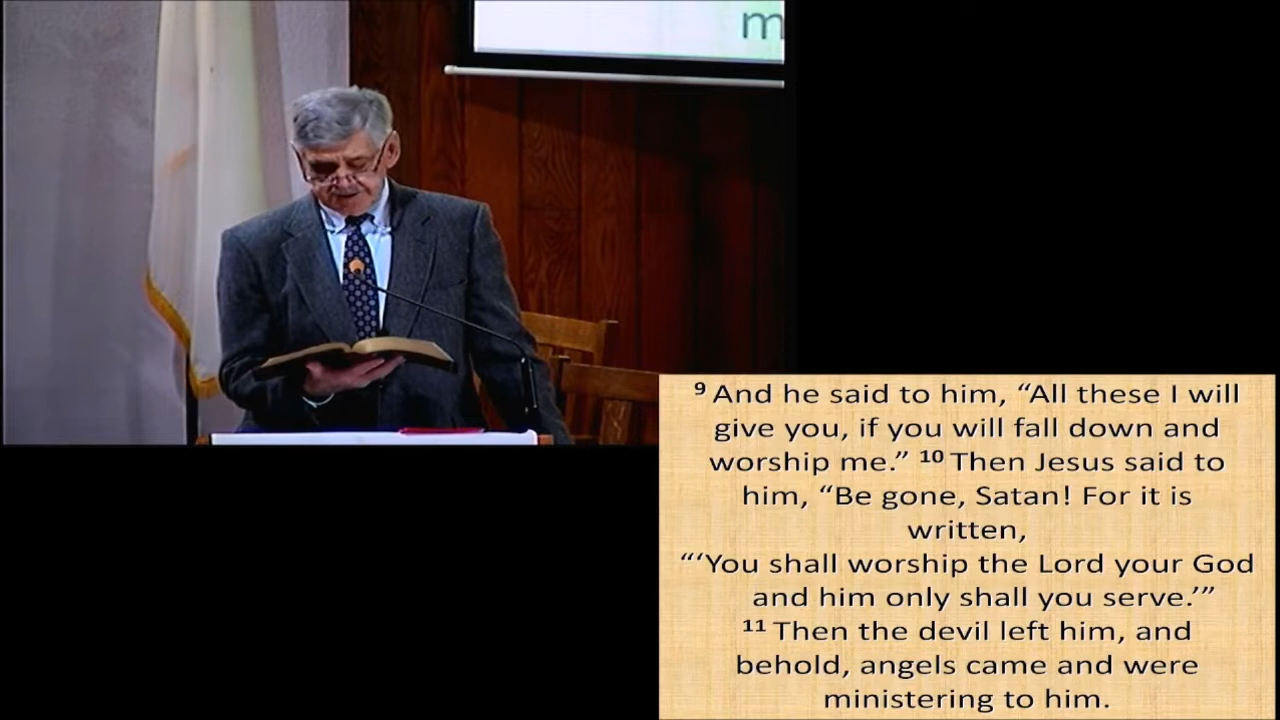 m
⁹ And he said to him, “All these I will
give you, if you will fall down and
worship me.” ¹⁰ Then Jesus said to
him, “Be gone, Satan! For it is
written,
“‘You shall worship the Lord your God
and him only shall you serve.’”
¹¹ Then the devil left him, and
behold, angels came and were
ministering to him.